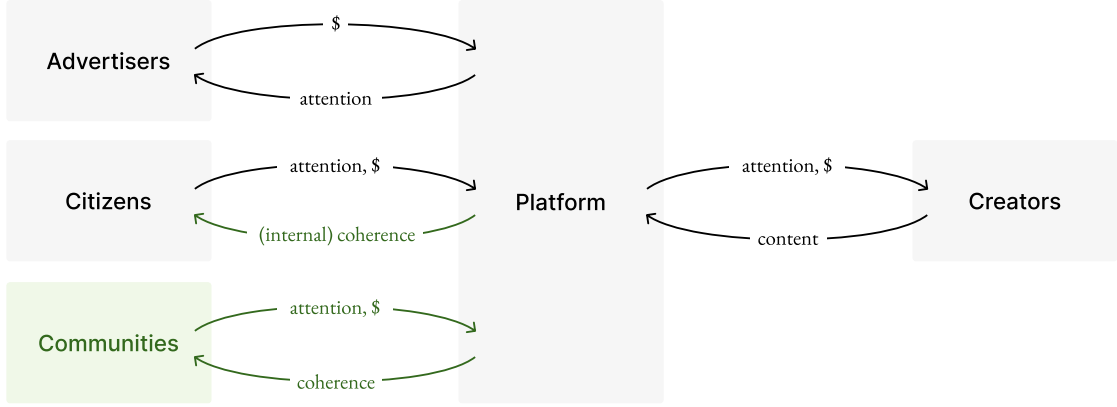 $
Advertisers
attention
attention, $
attention, $
Citizens
Platform
Creators
(internal) coherence
content
attention, $
Communities
coherence